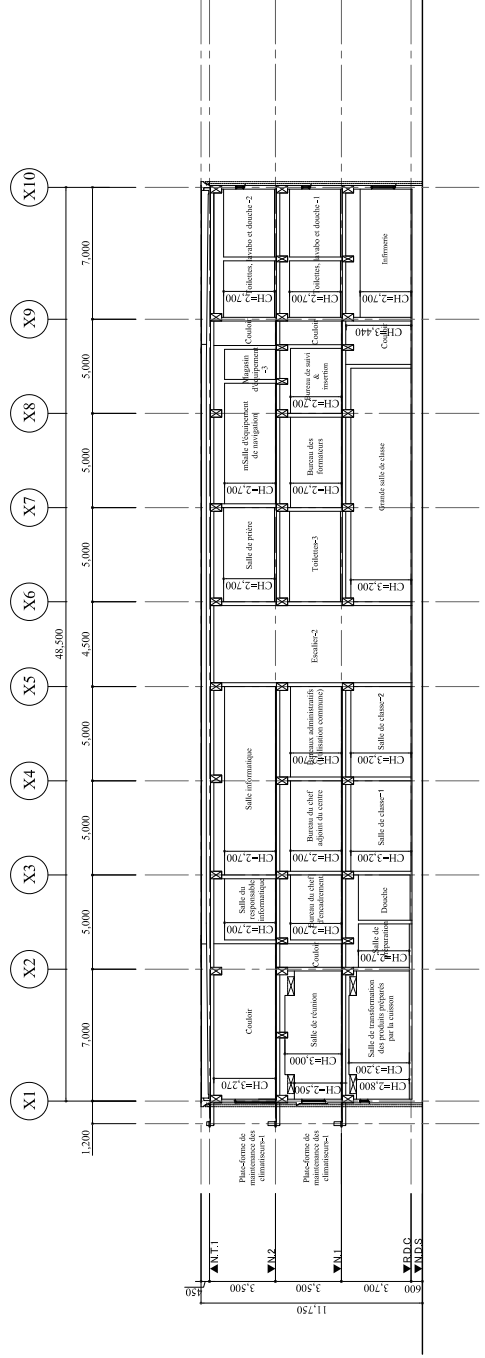 X10
X9
X8
X7
X6
X5
X4
X3
X2
X1
48,500
7,000
5,000
5,000
5,000
4,500
5,000
5,000
5,000
7,000
1,200
Toilettes, lavabo et douche-2
CH=2,700
Toilettes, lavabo et douche-1
CH=2,700
Infirmerie
CH=2,700
Couloir
Couloir
Couloir
CH=3,440
Magasin
d'équipement
-3
Bureau de suivi
&
insertion
CH=2,700
mSalle d'équipement
de navigation
CH=2,700
Bureau des
formateurs
CH=2,700
Grande salle de classe
CH=3,200
Salle de prière
CH=2,700
Toilettes-3
Escalier-2
Salle informatique
CH=2,700
Bureaux administratifs
(utilisation commune)
CH=2,700
Salle de classe-2
CH=3,200
Bureau du chef
adjoint du centre
CH=2,700
Salle de classe-1
CH=3,200
Salle du
responsable
informatique
CH=2,700
Bureau du chef
d'encadrement
CH=2,700
Douche
Couloir
Salle de
préparation
CH=2,700
Couloir
CH=3,270
Salle de réunion
CH=3,000
CH=2,500
Salle de transformation
des produits préparés
par la cuisson
CH=3,200
CH=2,800
Plate-forme de
maintenance des
climatiseurs-1
Plate-forme de
maintenance des
climatiseurs-1
N.T.1
N.2
N.1
R.D.C
N.D.S
450
3,500
3,500
3,700
600
11,750